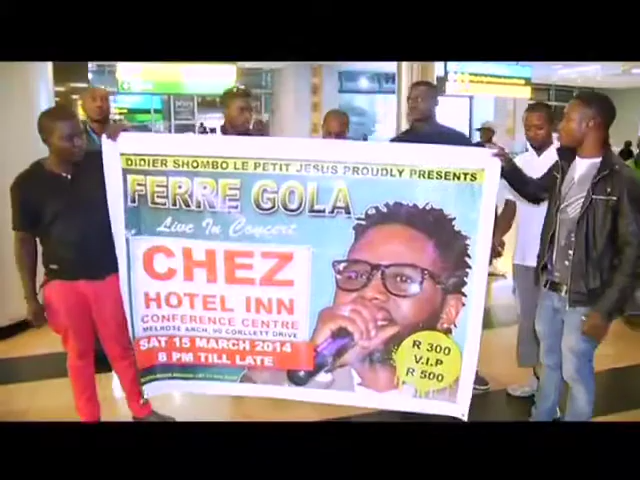 DIDIER SHOMBO LE PETIT JESUS PROUDLY PRESENTS
FERRE GOLA
Live In Concert
CHEZ
HOTEL INN
CONFERENCE CENTRE
MELROSE ARCH, 90 CORLLETT DRIVE
SAT 15 MARCH 2014
8 PM TILL LATE
R 300
V.I.P
R 500